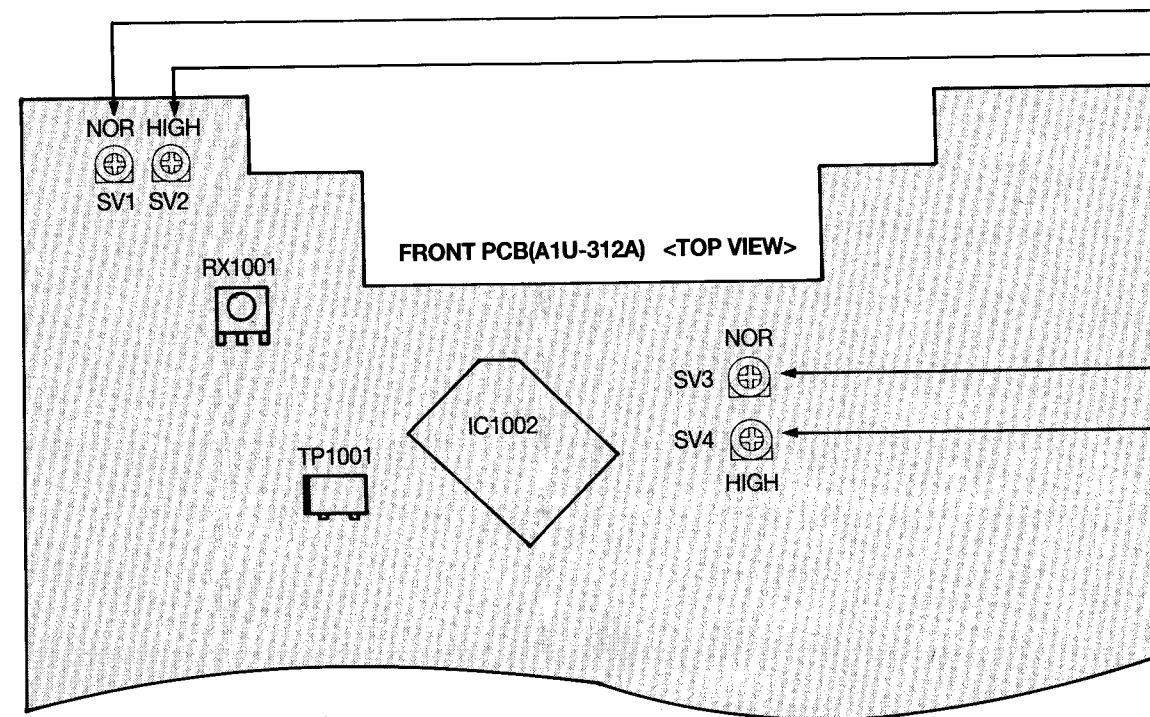 NOR HIGH
SV1 SV2
FRONT PCB(A1U-312A) <TOP VIEW>
RX1001
NOR
SV3
IC1002
SV4
TP1001
HIGH